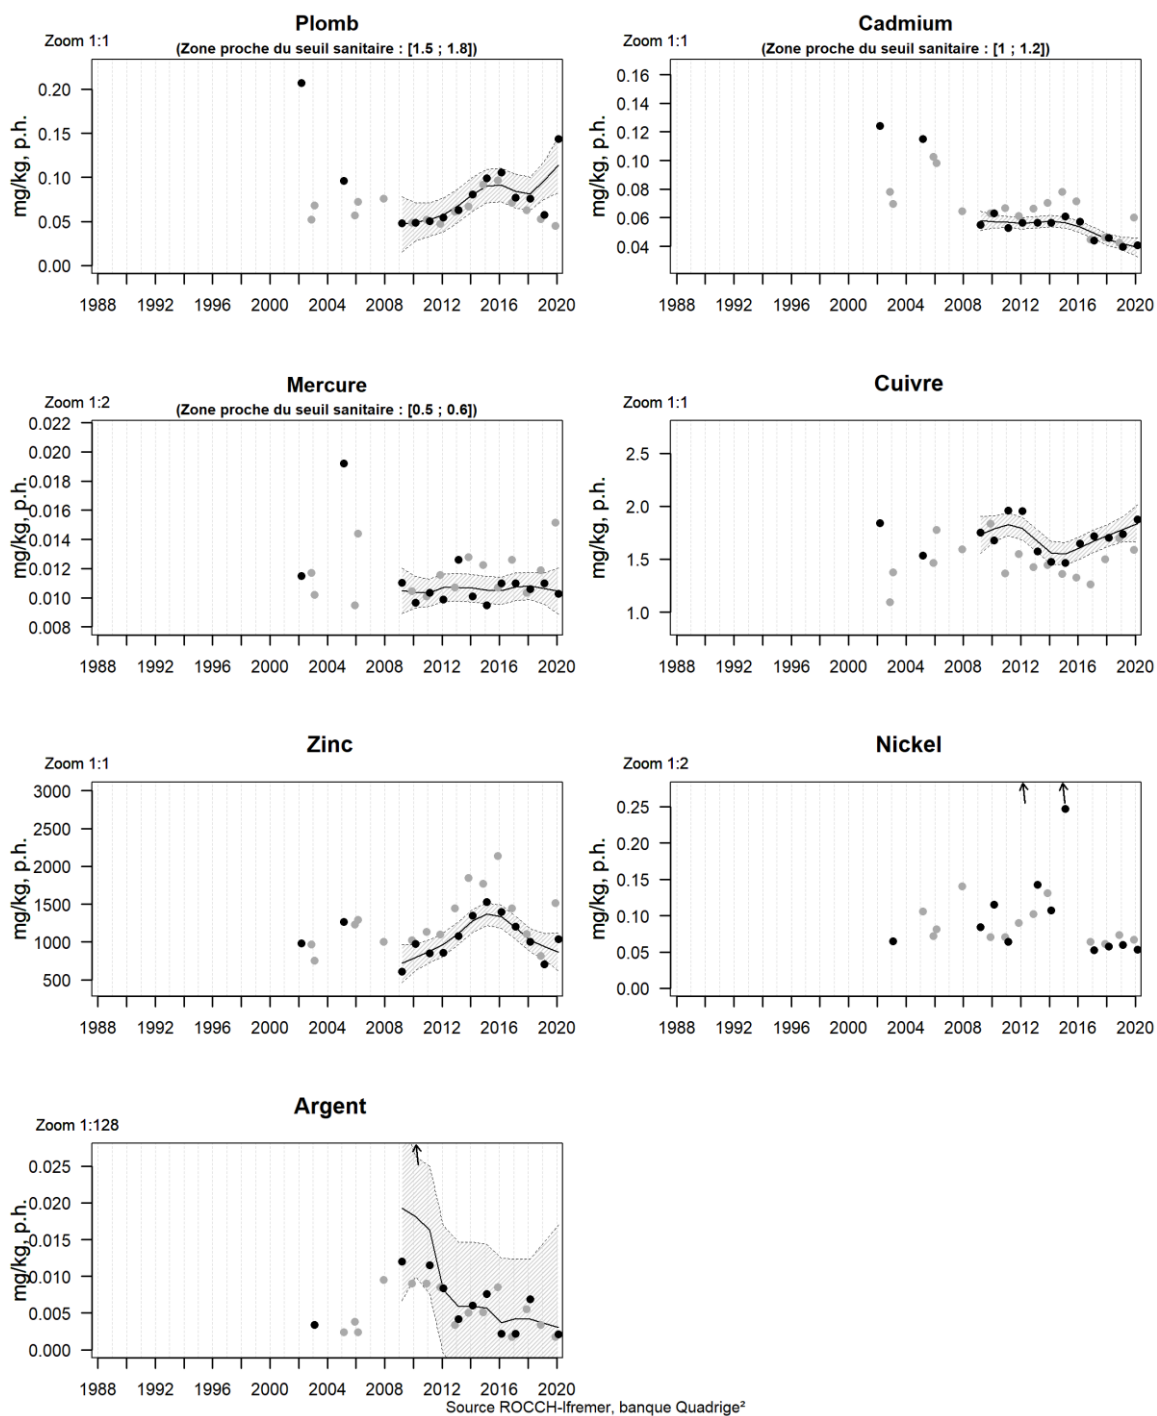 Plomb
Zoom 1:1
(Zone proche du seuil sanitaire : [1.5 ; 1.8])
mg/kg, p.h.
0.20
0.15
0.10
0.05
0.00
1988 1992 1996 2000 2002 2004 2006 2008 2010 2012 2014 2016 2018 2020
Cadmium
Zoom 1:1
(Zone proche du seuil sanitaire : [1 ; 1.2])
mg/kg, p.h.
0.16
0.14
0.12
0.10
0.08
0.06
0.04
1988 1992 1996 2000 2004 2008 2012 2016 2020
Mercure
Zoom 1:2
(Zone proche du seuil sanitaire : [0.5 ; 0.6])
mg/kg, p.h.
0.022
0.020
0.018
0.016
0.014
0.012
0.010
0.008
1988 1992 1996 2000 2004 2008 2012 2016 2020
Cuivre
Zoom 1:1
mg/kg, p.h.
2.5
2.0
1.5
1.0
1988 1992 1996 2000 2004 2008 2012 2016 2020
Zinc
Zoom 1:1
mg/kg, p.h.
3000
2500
2000
1500
1000
500
1988 1992 1996 2000 2004 2008 2012 2016 2020
Nickel
Zoom 1:2
mg/kg, p.h.
0.25
0.20
0.15
0.10
0.05
0.00
1988 1992 1996 2000 2004 2008 2012 2016 2020
Argent
Zoom 1:128
mg/kg, p.h.
0.025
0.020
0.015
0.010
0.005
0.000
1988 1992 1996 2000 2004 2008 2012 2016 2020
Source ROCCH-Ifremer, banque Quadrige²